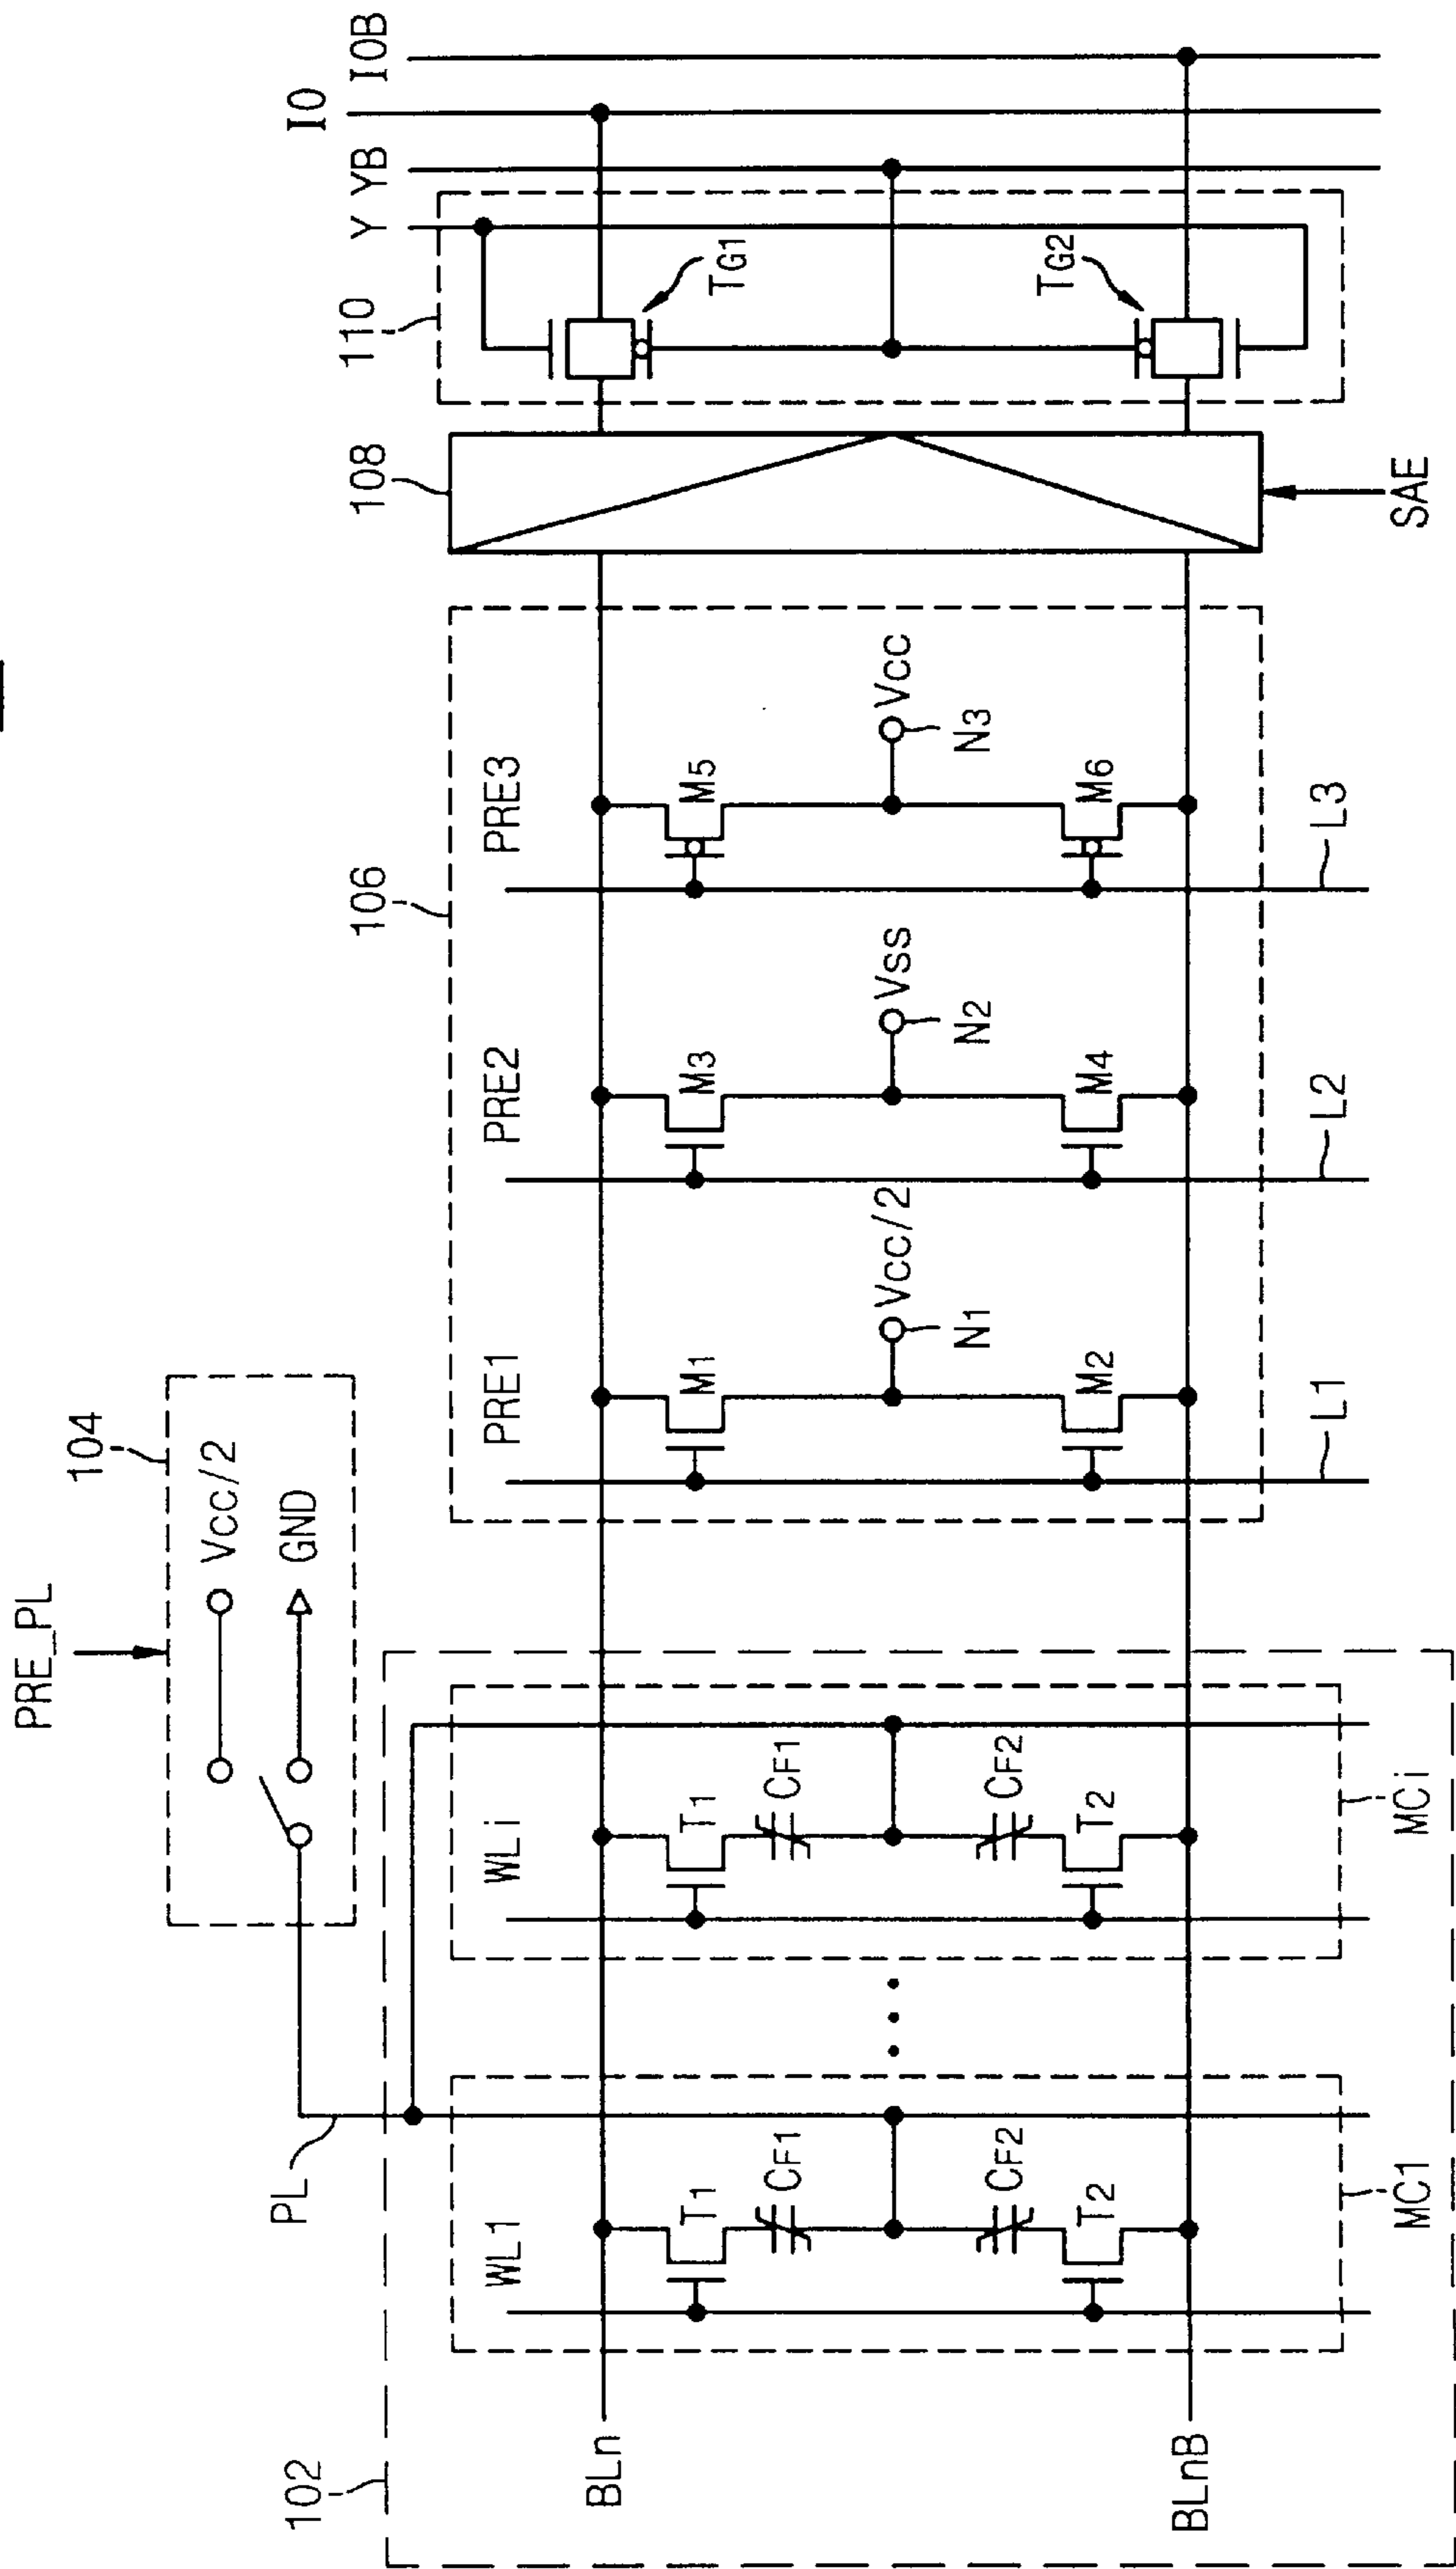 PRE_PL
104
Vcc/2
GND
PL
102
WL1
T1
CF1
CF2
T2
MC1
WLi
T1
CF1
CF2
T2
MCi
BLn
BLnB
106
PRE1
M1
Vcc/2
N1
M2
L1
PRE2
M3
Vss
N2
M4
L2
PRE3
M5
Vcc
N3
M6
L3
108
SAE
110
Y
YB
IO
IOB
TG1
TG2